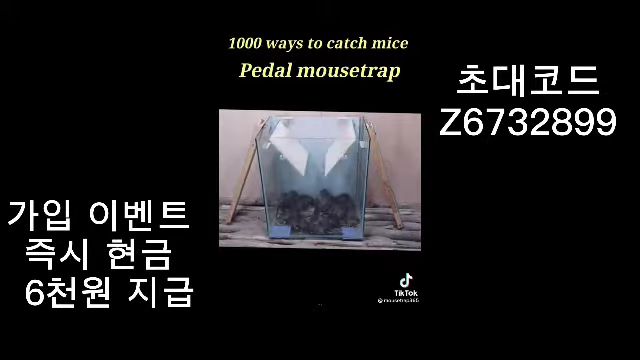 1000 ways to catch mice
Pedal mousetrap
초대코드
Z6732899
가입 이벤트
즉시 현금
6천원 지급
TikTok
@mousetrap365